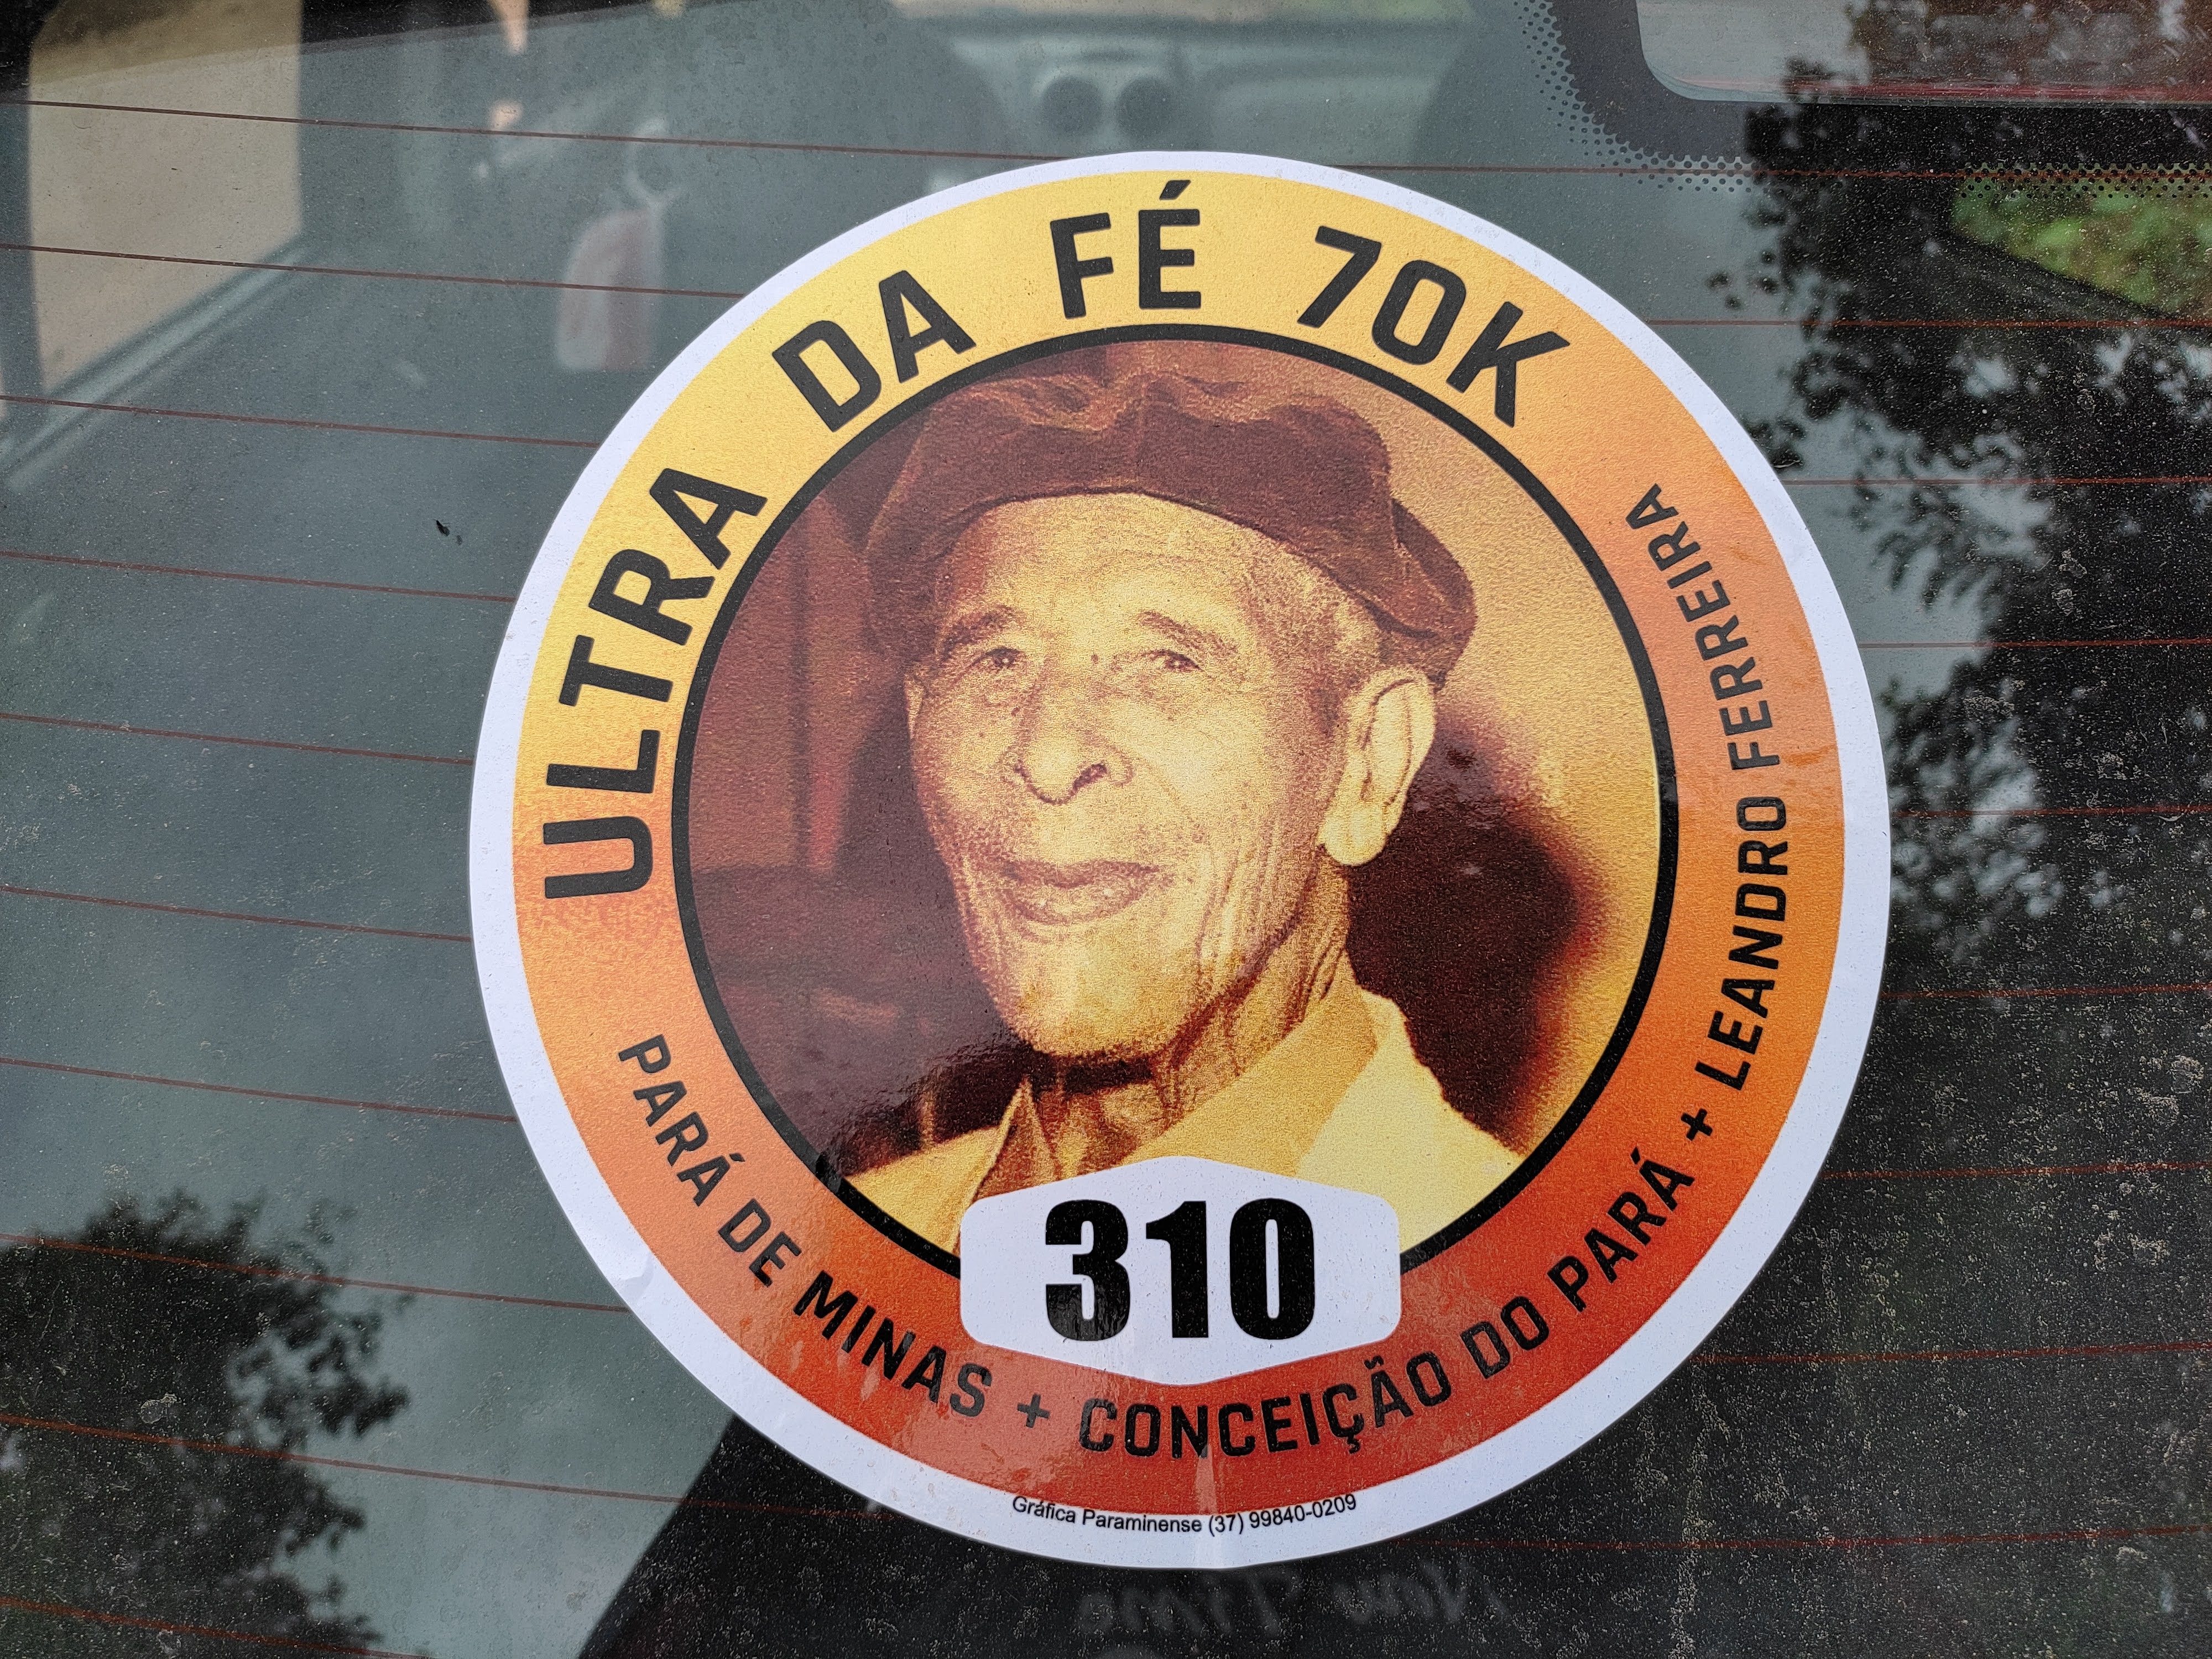 ULTRA DA FÉ 70K
310
PARÁ DE MINAS + CONCEIÇÃO DO PARÁ + LEANDRO FERREIRA
Gráfica Paraminense (37) 99840-0209